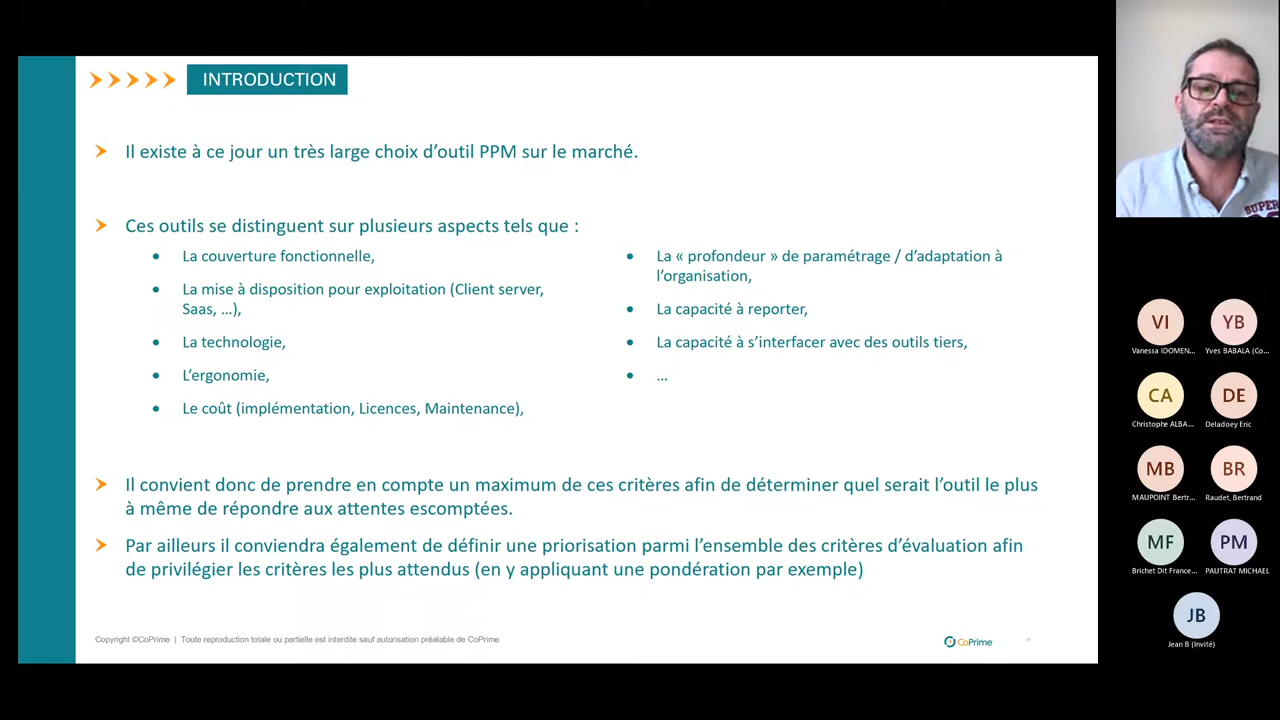 INTRODUCTION
Il existe à ce jour un très large choix d’outil PPM sur le marché.
Ces outils se distinguent sur plusieurs aspects tels que :
La couverture fonctionnelle,
La mise à disposition pour exploitation (Client server,
Saas, …),
La technologie,
L’ergonomie,
Le coût (implémentation, Licences, Maintenance),
La « profondeur » de paramétrage / d’adaptation à
l’organisation,
La capacité à reporter,
La capacité à s’interfacer avec des outils tiers,
…
Il convient donc de prendre en compte un maximum de ces critères afin de déterminer quel serait l’outil le plus
à même de répondre aux attentes escomptées.
Par ailleurs il conviendra également de définir une priorisation parmi l’ensemble des critères d’évaluation afin
de privilégier les critères les plus attendus (en y appliquant une pondération par exemple)
Copyright ©CoPrime | Toute reproduction totale ou partielle est interdite sauf autorisation préalable de CoPrime
CoPrime
SUPER
VI
YB
Vanessa IDOMEN...
Yves BABALA (Co...
CA
DE
Christophe ALBA...
Deladoey Eric
MB
BR
MAUPOINT Bertr...
Raudet, Bertrand
MF
PM
Brichet Dit France...
PAUTRAT MICHAEL
JB
Jean B (Invité)